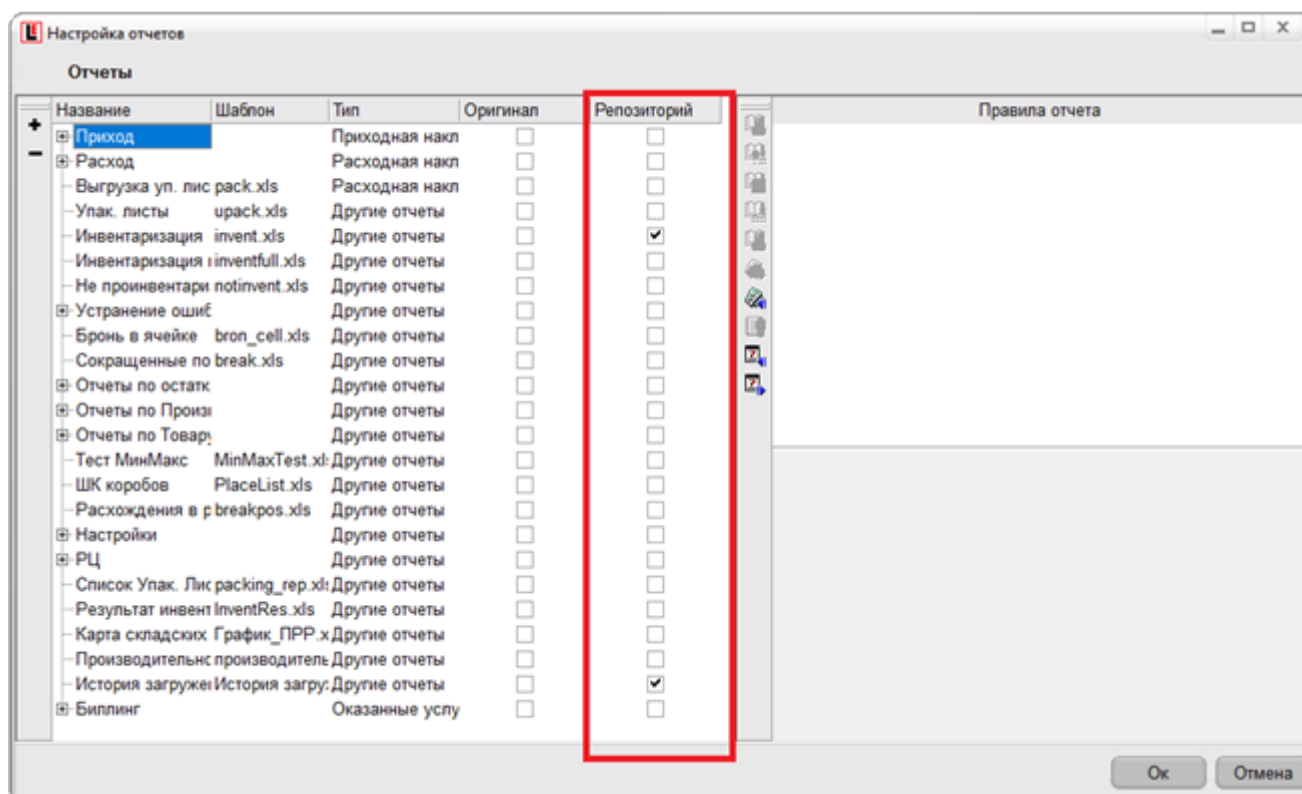 Настройка отчетов
Отчеты
Название Шаблон Тип Оригинал Репозиторий Правила отчета
Приход Приходная накл
Расход Расходная накл
Выгрузка уп. лис pack.xls Расходная накл
Упак. листы upack.xls Другие отчеты
Инвентаризация invent.xls Другие отчеты
Инвентаризация inventfull.xls Другие отчеты
Не проинвентари notinvent.xls Другие отчеты
Устранение ошиб Другие отчеты
Бронь в ячейке bron_cell.xls Другие отчеты
Сокращенные по break.xls Другие отчеты
Отчеты по остатк Другие отчеты
Отчеты по Произ Другие отчеты
Отчеты по Товар Другие отчеты
Тест МинМакс MinMaxTest.xl Другие отчеты
ШК коробов PlaceList.xls Другие отчеты
Расхождения в р breakpos.xls Другие отчеты
Настройки Другие отчеты
РЦ Другие отчеты
Список Упак. Лис packing_rep.xl Другие отчеты
Результат инвент InventRes.xls Другие отчеты
Карта складских График_ПРР.x Другие отчеты
Производительнс производитель Другие отчеты
История загруже История загру Другие отчеты
Биллинг Оказанные услу
Ок Отмена